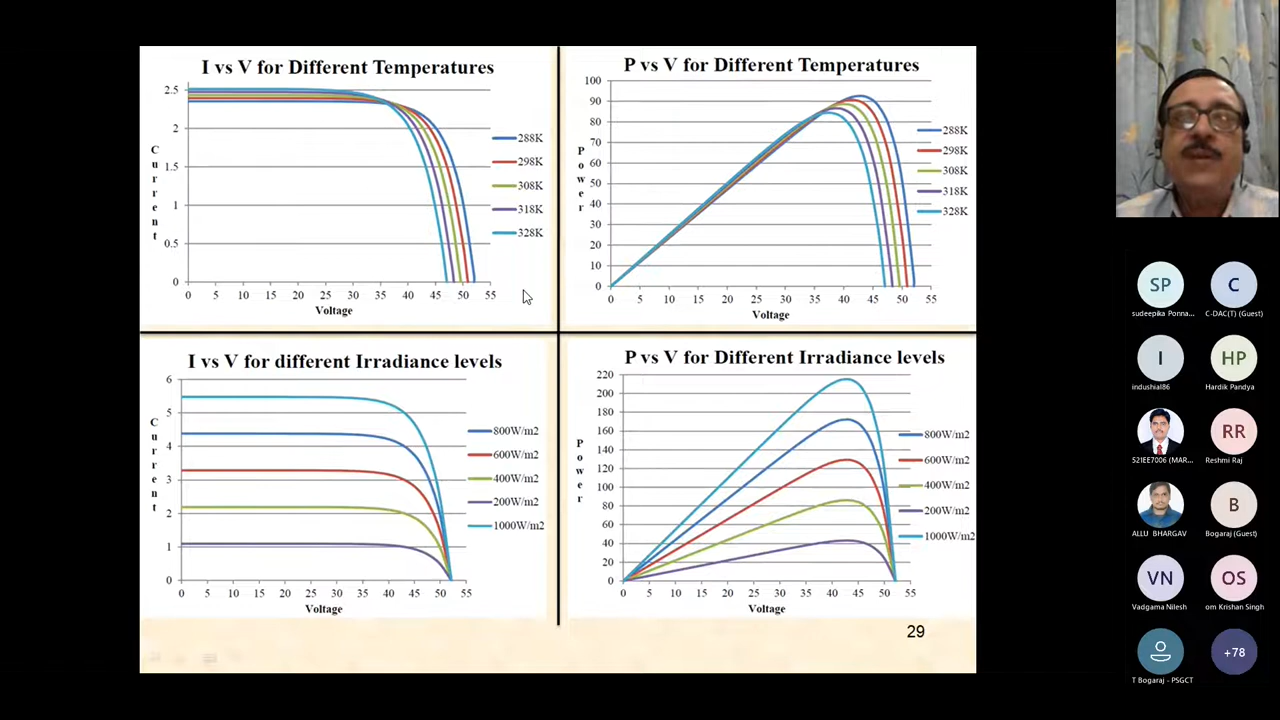 I vs V for Different Temperatures
2.5
2
1.5
1
0.5
0
Current
0 5 10 15 20 25 30 35 40 45 50 55
Voltage
288K
298K
308K
318K
328K
P vs V for Different Temperatures
100
90
80
70
60
50
40
30
20
10
0
Power
0 5 10 15 20 25 30 35 40 45 50 55
Voltage
288K
298K
308K
318K
328K
I vs V for different Irradiance levels
6
5
4
3
2
1
0
Current
0 5 10 15 20 25 30 35 40 45 50 55
Voltage
800W/m2
600W/m2
400W/m2
200W/m2
1000W/m2
P vs V for Different Irradiance levels
220
200
180
160
140
120
100
80
60
40
20
0
Power
0 5 10 15 20 25 30 35 40 45 50 55
Voltage
800W/m2
600W/m2
400W/m2
200W/m2
1000W/m2
29
SP
sudeepika Ponna...
C
C-DAC(T) (Guest)
I
indushial86
HP
Hardik Pandya
S21EE7006 (MAR...
RR
Reshmi Raj
ALLU BHARGAV
B
Bogaraj (Guest)
VN
Vadgama Nilesh
OS
om Krishan Singh
T Bogaraj - PSGCT
+78